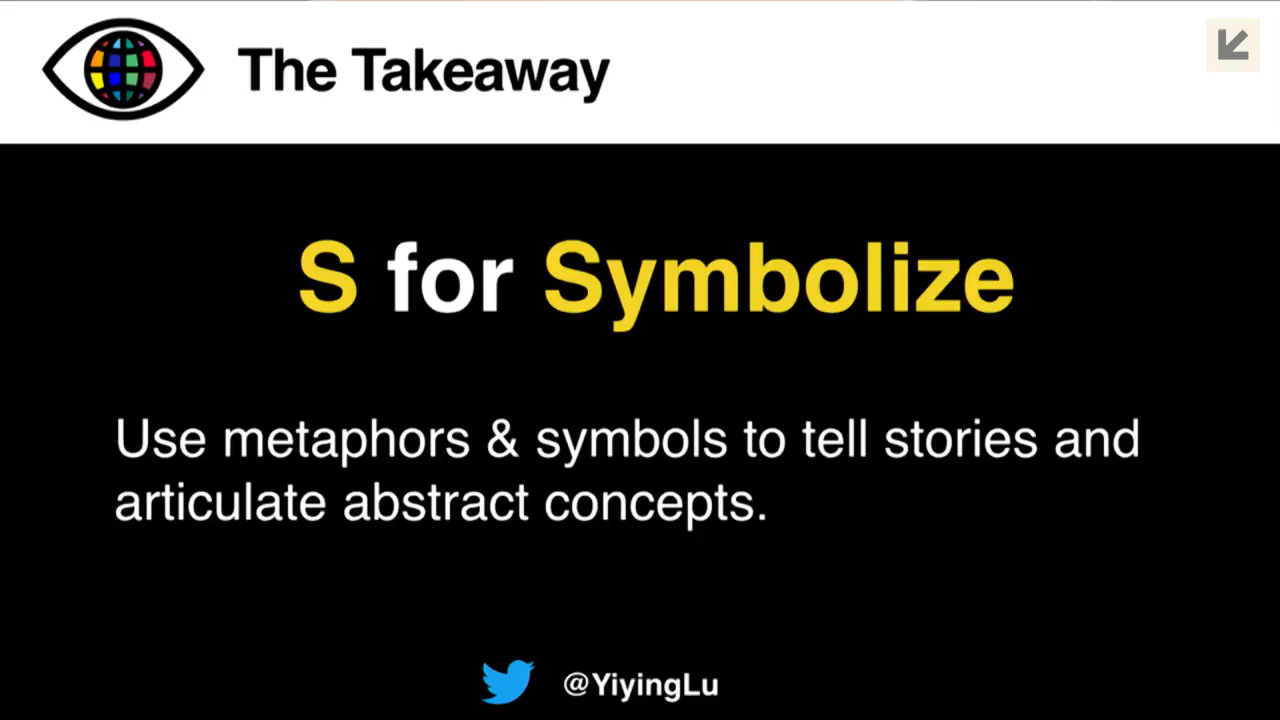 The Takeaway
S for Symbolize
Use metaphors & symbols to tell stories and
articulate abstract concepts.
@YiyingLu